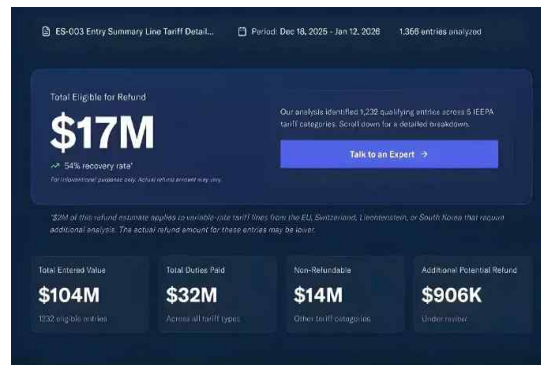 ES-003 Entry Summary Line Tariff Detail...
Period: Dec 18, 2025 - Jan 12, 2026
1,366 entries analyzed
Total Eligible for Refund
$17M
54% recovery rate*
For informational purposes only. Actual refund amount may vary.
Our analysis identified 1,232 qualifying entries across 5 IEEPA
tariff categories. Scroll down for a detailed breakdown.
Talk to an Expert →
*$2M of this refund estimate applies to variable-rate tariff lines from the EU, Switzerland, Liechtenstein, or South Korea that require
additional analysis. The actual refund amount for these entries may be lower.
Total Entered Value
$104M
1232 eligible entries
Total Duties Paid
$32M
Across all tariff types
Non-Refundable
$14M
Other tariff categories
Additional Potential Refund
$906K
Under review